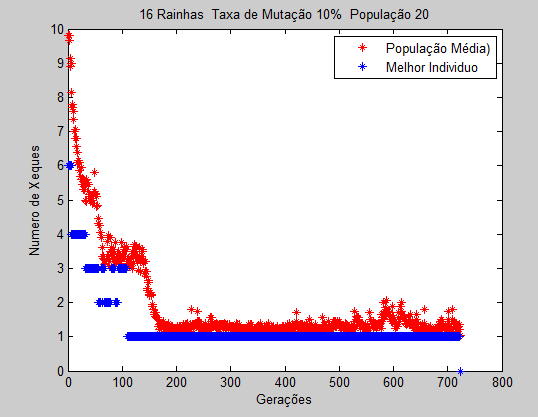 16 Rainhas  Taxa de Mutação 10%  População 20
População Média)
Melhor Individuo
Numero de Xeques
10
9
8
7
6
5
4
3
2
1
0
0 100 200 300 400 500 600 700 800
Gerações